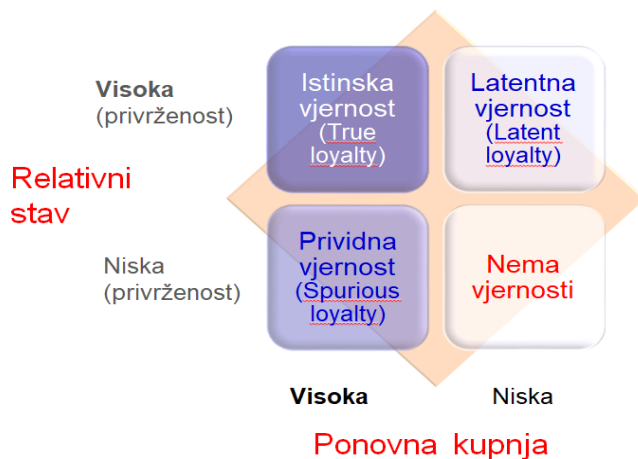 Visoka
(privrženost)
Istinska
vjernost
(True
loyalty)
Latentna
vjernost
(Latent
loyalty)
Relativni
stav
Niska
(privrženost)
Prividna
vjernost
(Spurious
loyalty)
Nema
vjernosti
Visoka
Niska
Ponovna kupnja